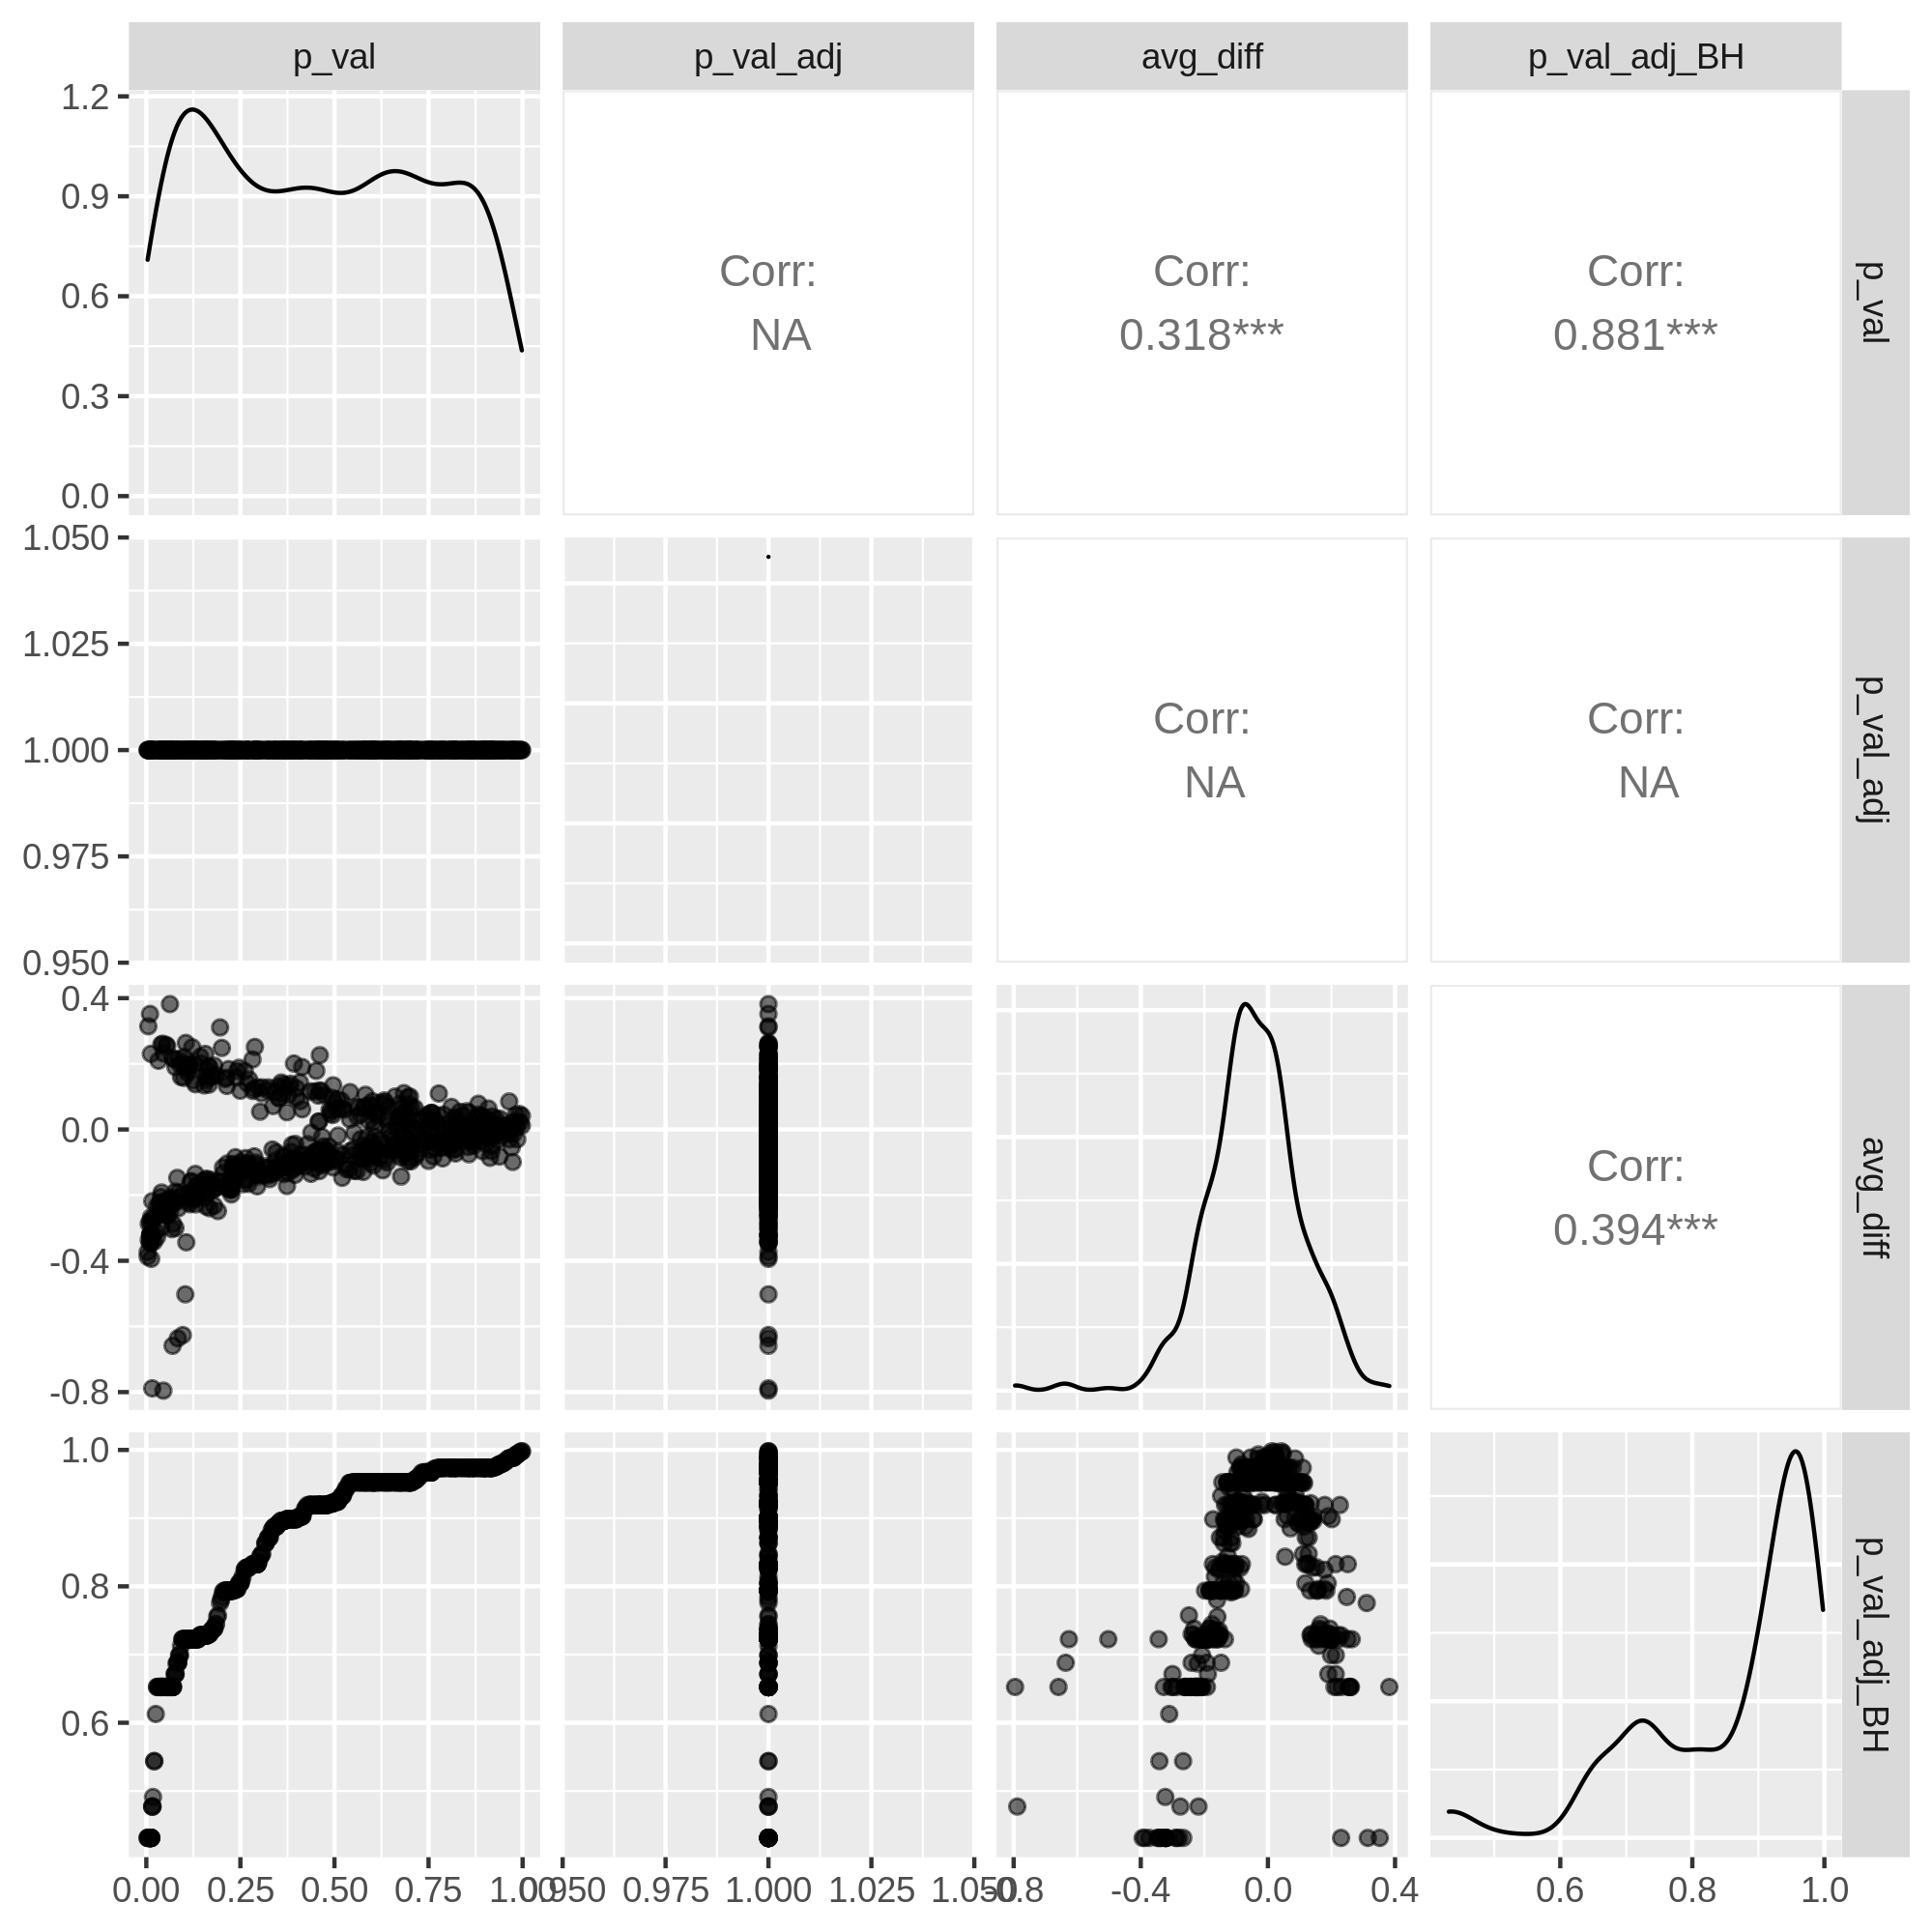 p_val
p_val_adj
avg_diff
p_val_adj_BH
1.2
0.9
0.6
0.3
0.0
Corr:
NA
Corr:
0.318***
Corr:
0.881***
p_val
1.050
1.025
1.000
0.975
0.950
Corr:
NA
Corr:
NA
p_val_adj
0.4
0.0
-0.4
-0.8
Corr:
0.394***
avg_diff
1.0
0.8
0.6
p_val_adj_BH
0.00 0.25 0.50 0.75 1.00
0.950 0.975 1.000 1.025 1.050
-0.8 -0.4 0.0 0.4
0.6 0.8 1.0